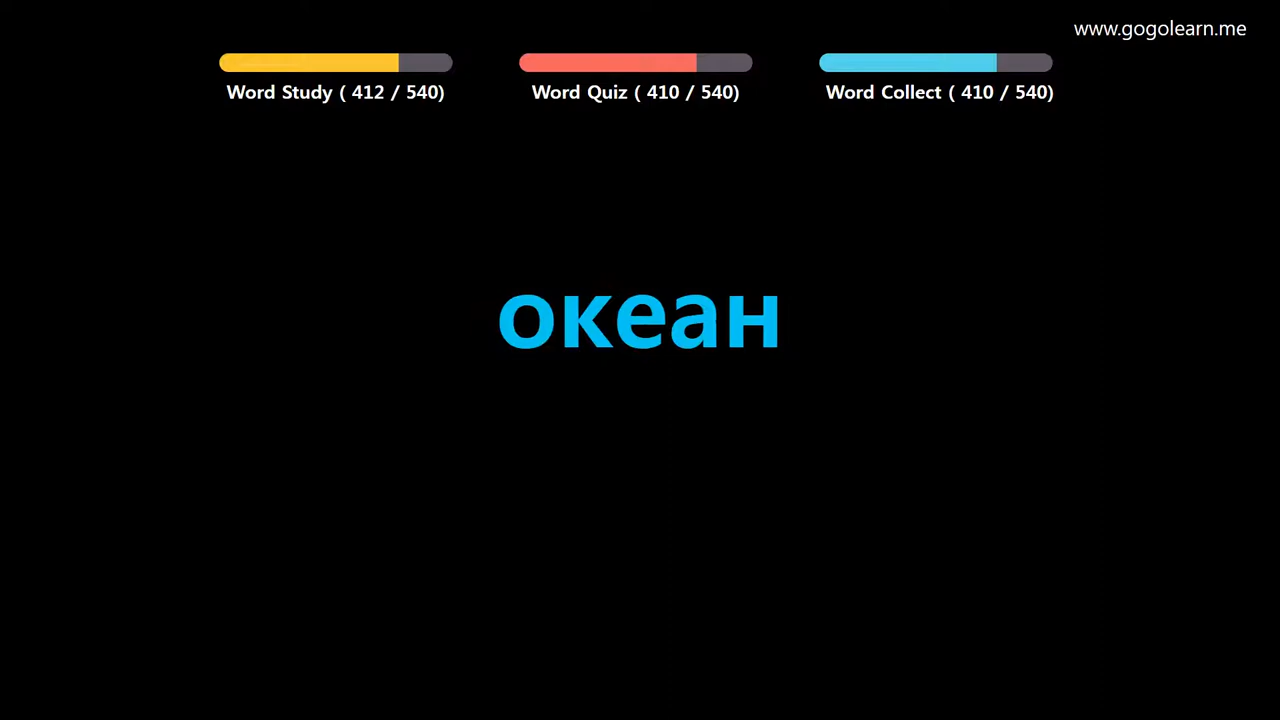 www.gogolearn.me
Word Study ( 412 / 540)
Word Quiz ( 410 / 540)
Word Collect ( 410 / 540)
океан